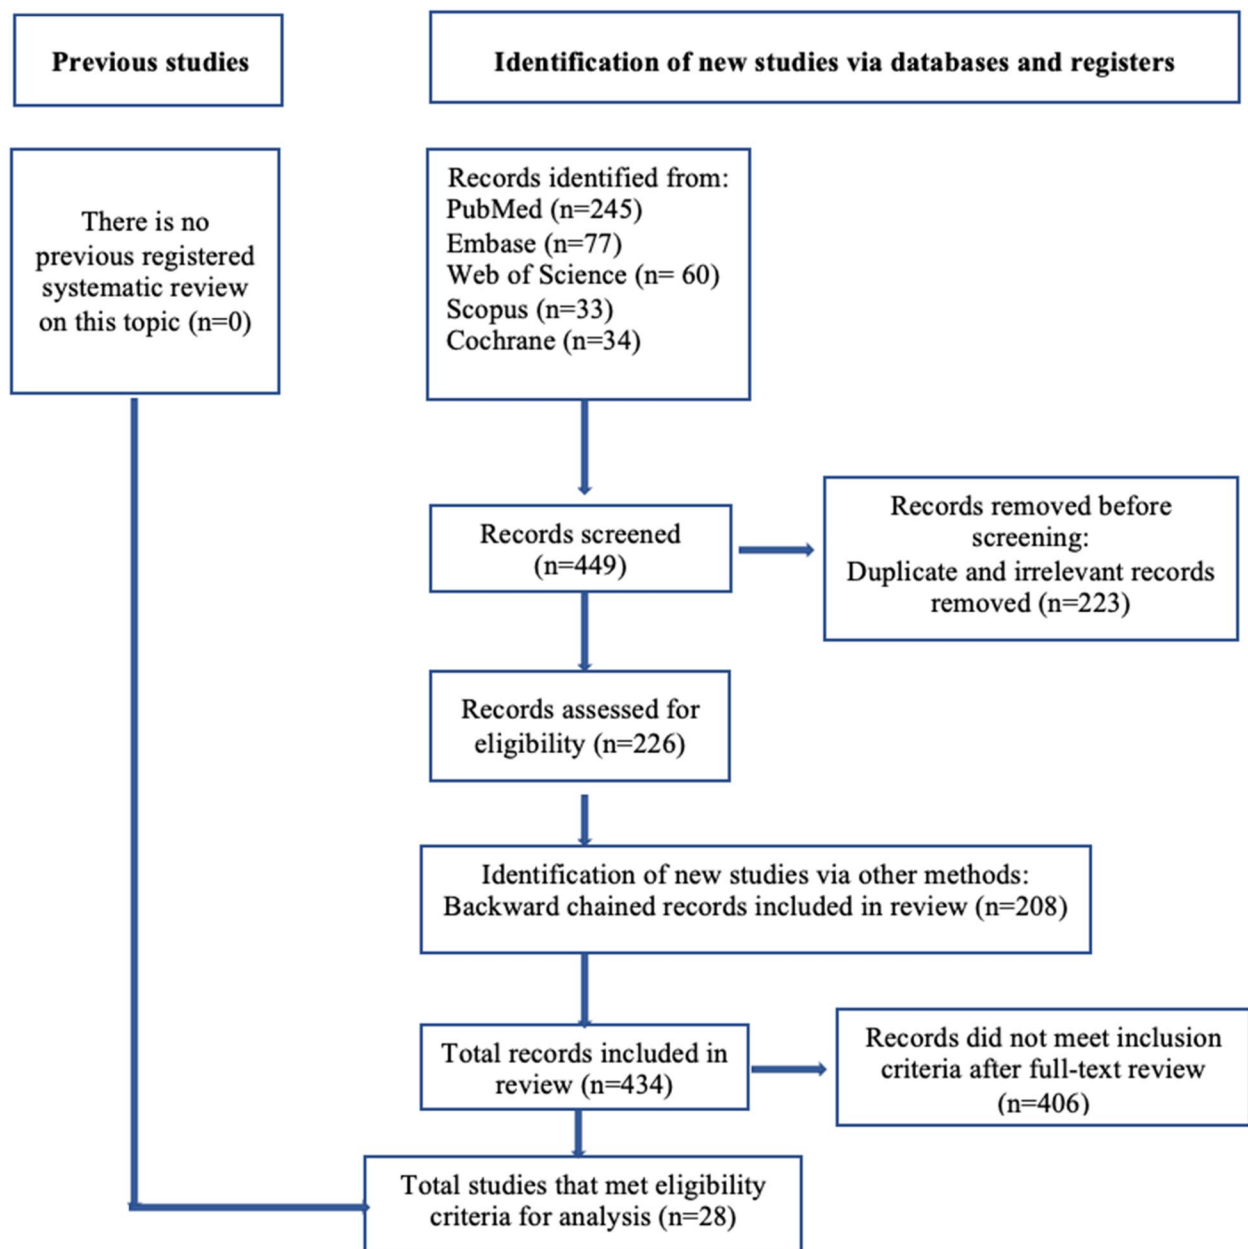 Previous studies
Identification of new studies via databases and registers
There is no
previous registered
systematic review
on this topic (n=0)
Records identified from:
PubMed (n=245)
Embase (n=77)
Web of Science (n= 60)
Scopus (n=33)
Cochrane (n=34)
Records screened
(n=449)
Records removed before
screening:
Duplicate and irrelevant records
removed (n=223)
Records assessed for
eligibility (n=226)
Identification of new studies via other methods:
Backward chained records included in review (n=208)
Total records included in
review (n=434)
Records did not meet inclusion
criteria after full-text review
(n=406)
Total studies that met eligibility
criteria for analysis (n=28)